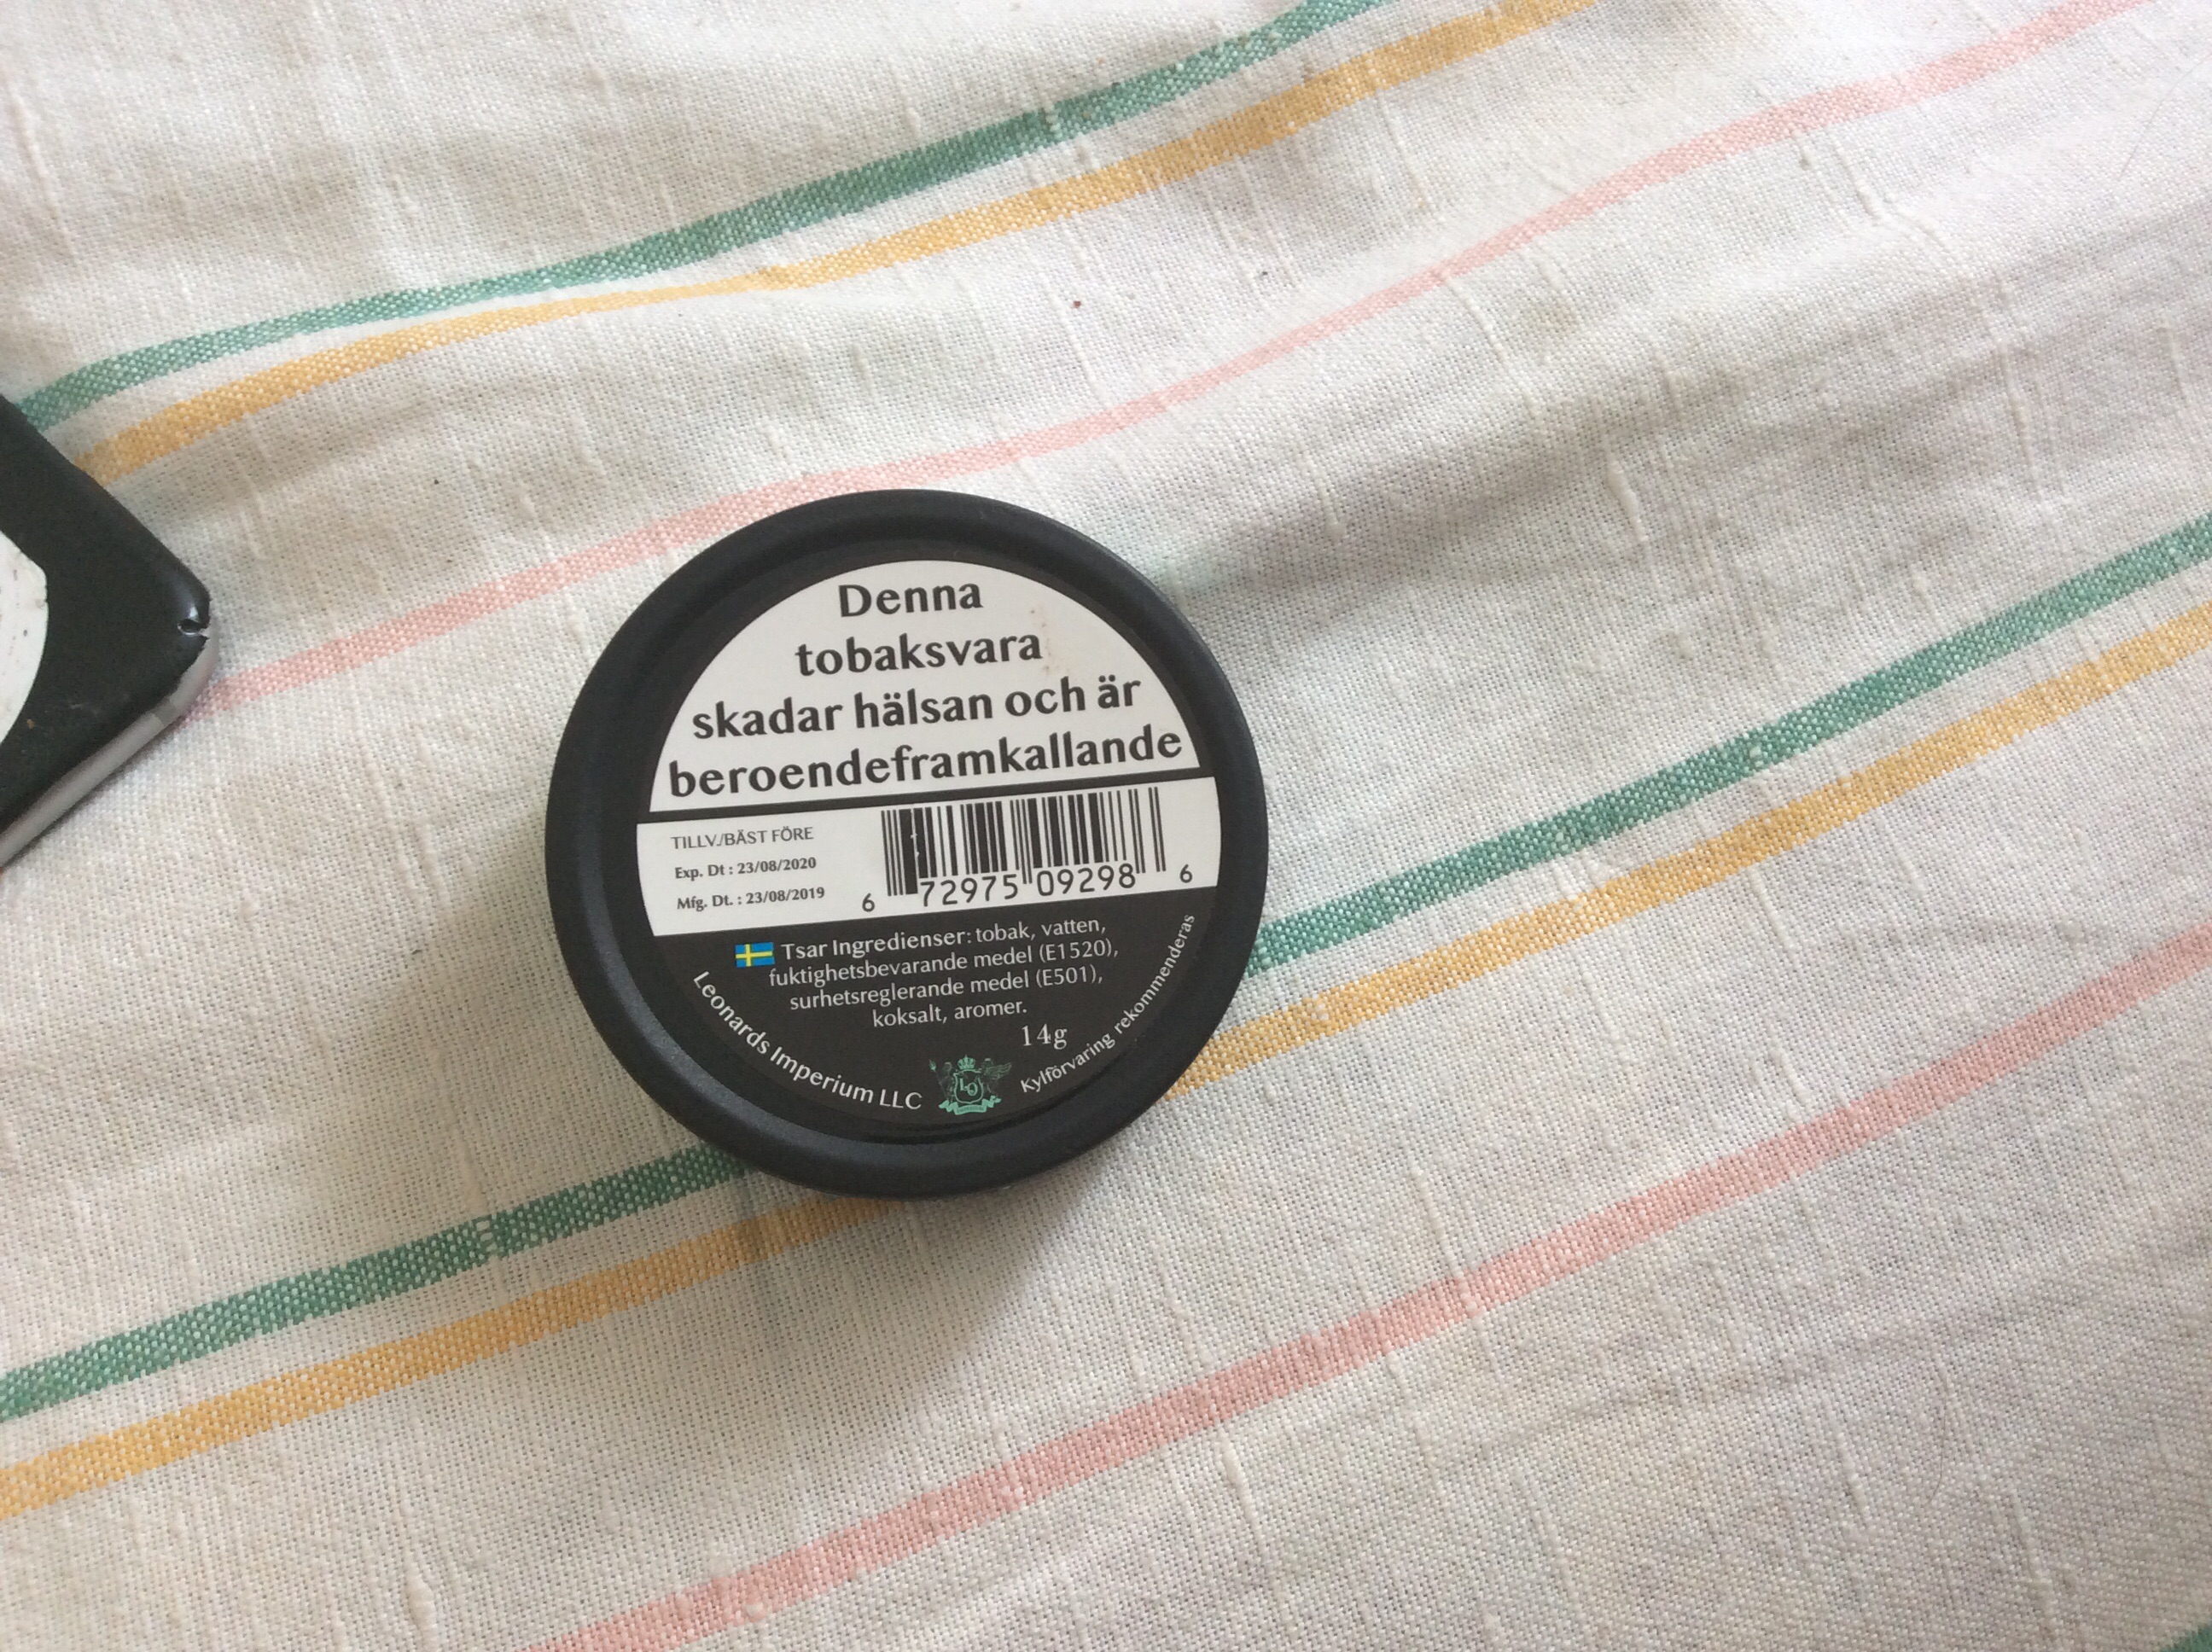 Denna
tobaksvara
skadar hälsan och är
beroendeframkallande
TILLV./BÄST FÖRE
Exp. Dt : 23/08/2020
Mfg. Dt. : 23/08/2019
6 72975 09298 6
Tsar Ingredienser: tobak, vatten,
fuktighetsbevarande medel (E1520),
surhetsreglerande medel (E501),
koksalt, aromer.
14g
Leonards Imperium LLC
Kylförvaring rekommenderas